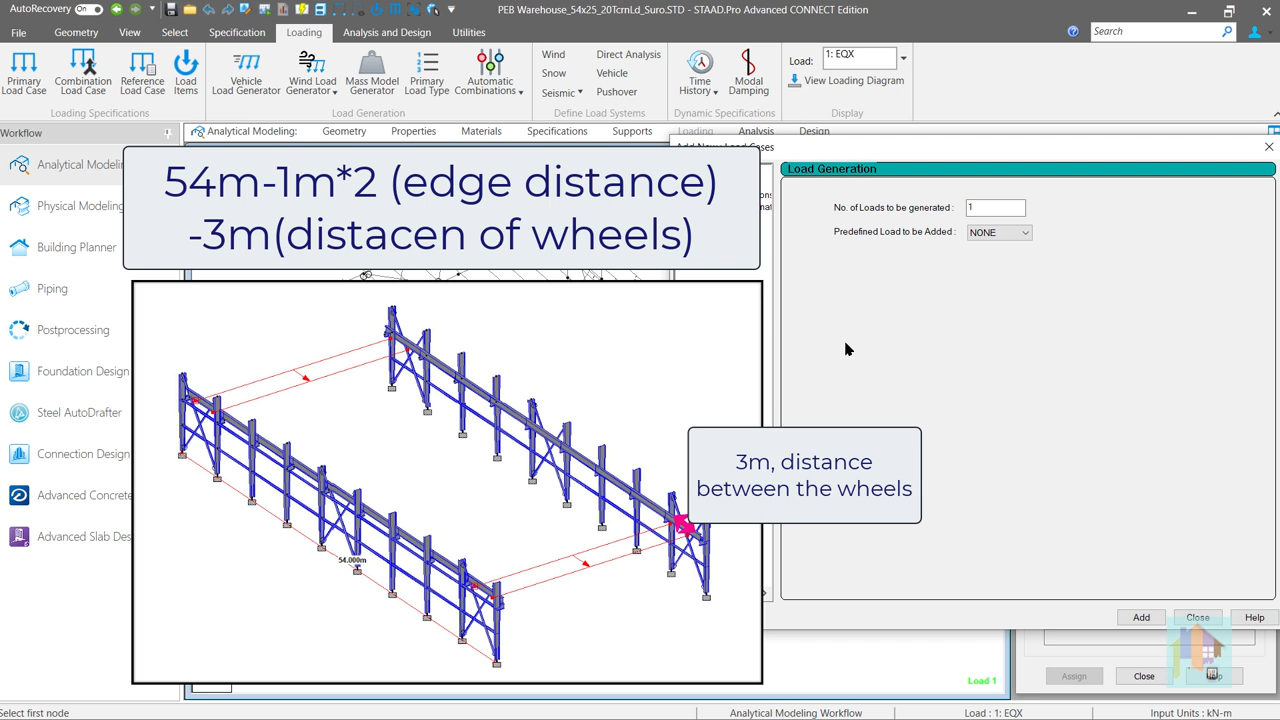 AutoRecovery On
PEB Warehouse_54x25_20TcrnLd_Suro.STD - STAAD.Pro Advanced CONNECT Edition
File Geometry View Select Specification Loading Analysis and Design Utilities
Search
Primary Load Case
Combination Load Case
Reference Load Case
Load Items
Loading Specifications
Vehicle Load Generator
Wind Load Generator
Mass Model Generator
Primary Load Type
Automatic Combinations
Load Generation
Wind Direct Analysis
Snow Vehicle
Seismic Pushover
Define Load Systems
Time History
Modal Damping
Dynamic Specifications
Load: 1: EQX
View Loading Diagram
Display
Workflow
Analytical Modeling: Geometry Properties Materials Specifications Supports Loading Analysis Design
Analytical Modelin
Physical Modeling
Building Planner
Piping
Postprocessing
Foundation Design
Steel AutoDrafter
Connection Design
Advanced Concrete
Advanced Slab Des
54m-1m*2 (edge distance)
-3m(distacen of wheels)
54.000m
3m, distance
between the wheels
Load Generation
No. of Loads to be generated : 1
Predefined Load to be Added : NONE
Add Close Help
Assign Close
Load 1
Select first node
Analytical Modeling Workflow
Load : 1: EQX
Input Units : kN-m